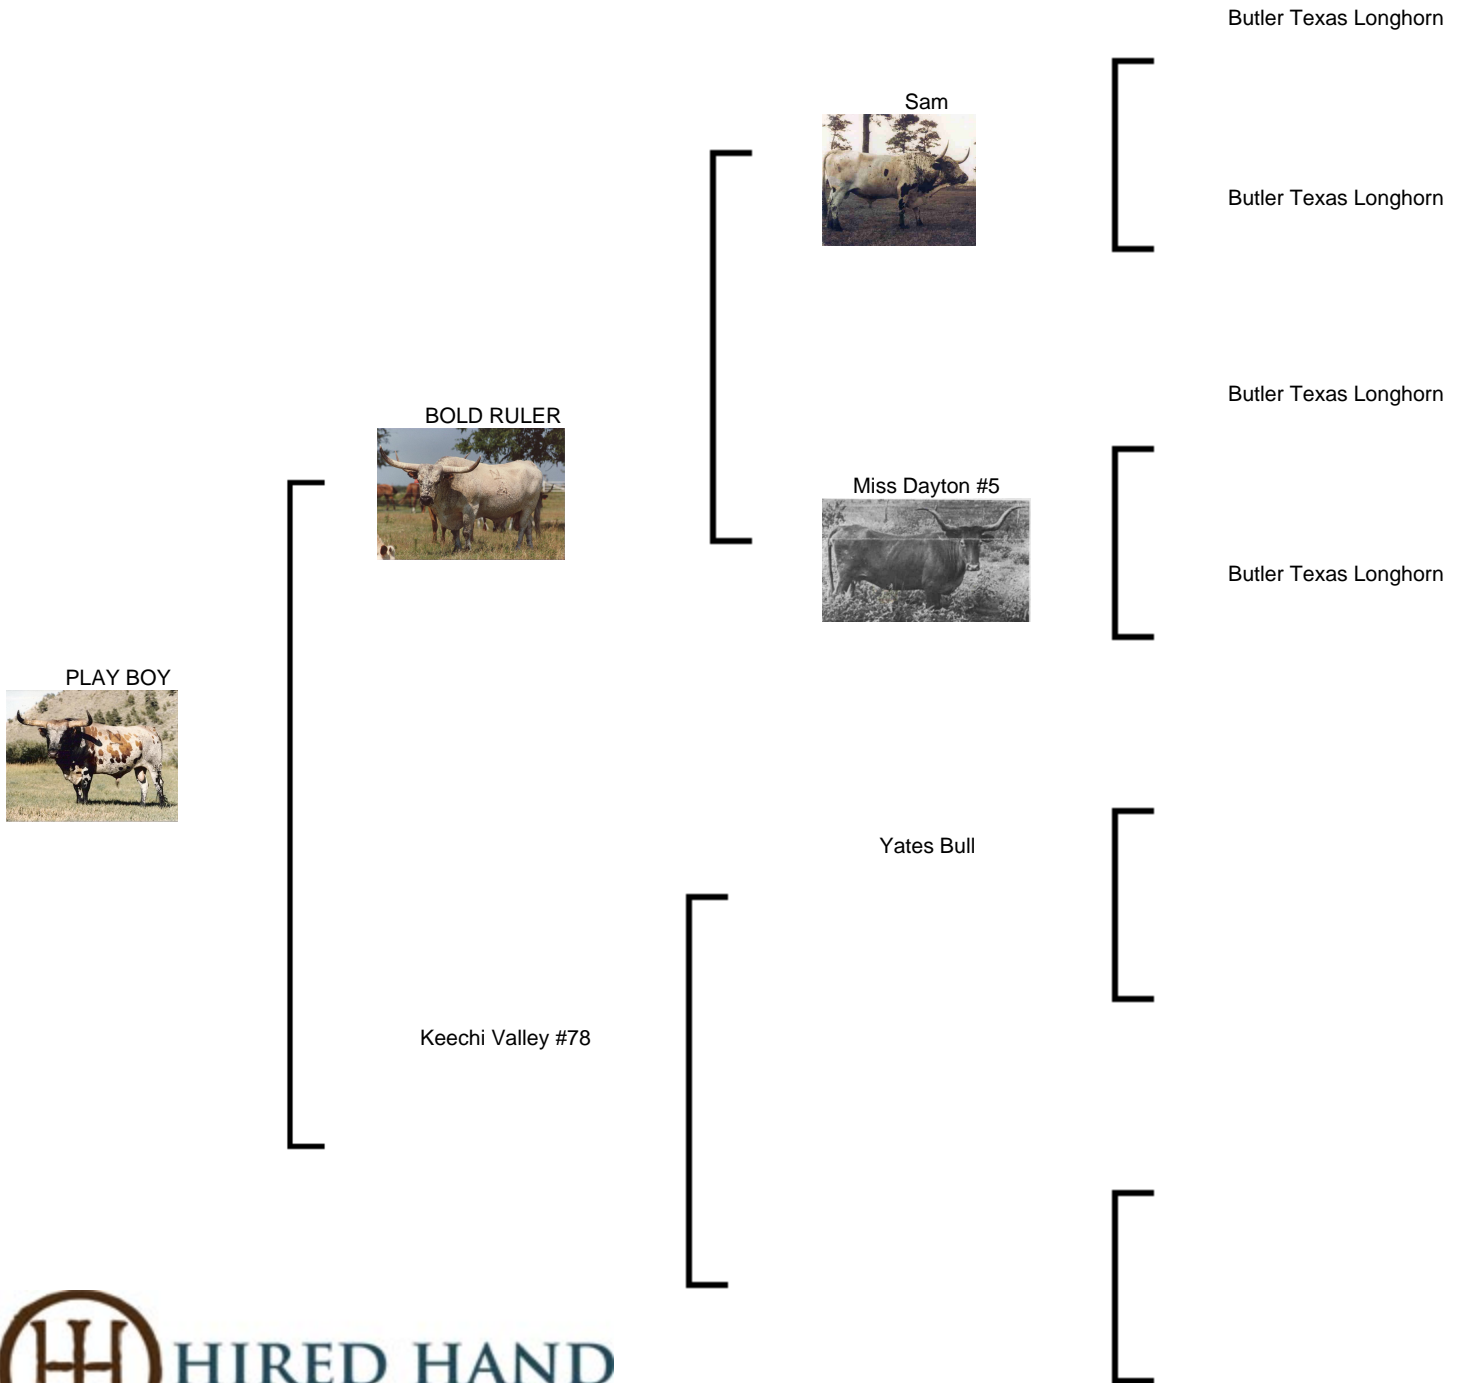 Butler Texas Longhorn
Sam
Butler Texas Longhorn
Butler Texas Longhorn
BOLD RULER
Miss Dayton #5
Butler Texas Longhorn
PLAY BOY
Yates Bull
Keechi Valley #78
HIRED HAND